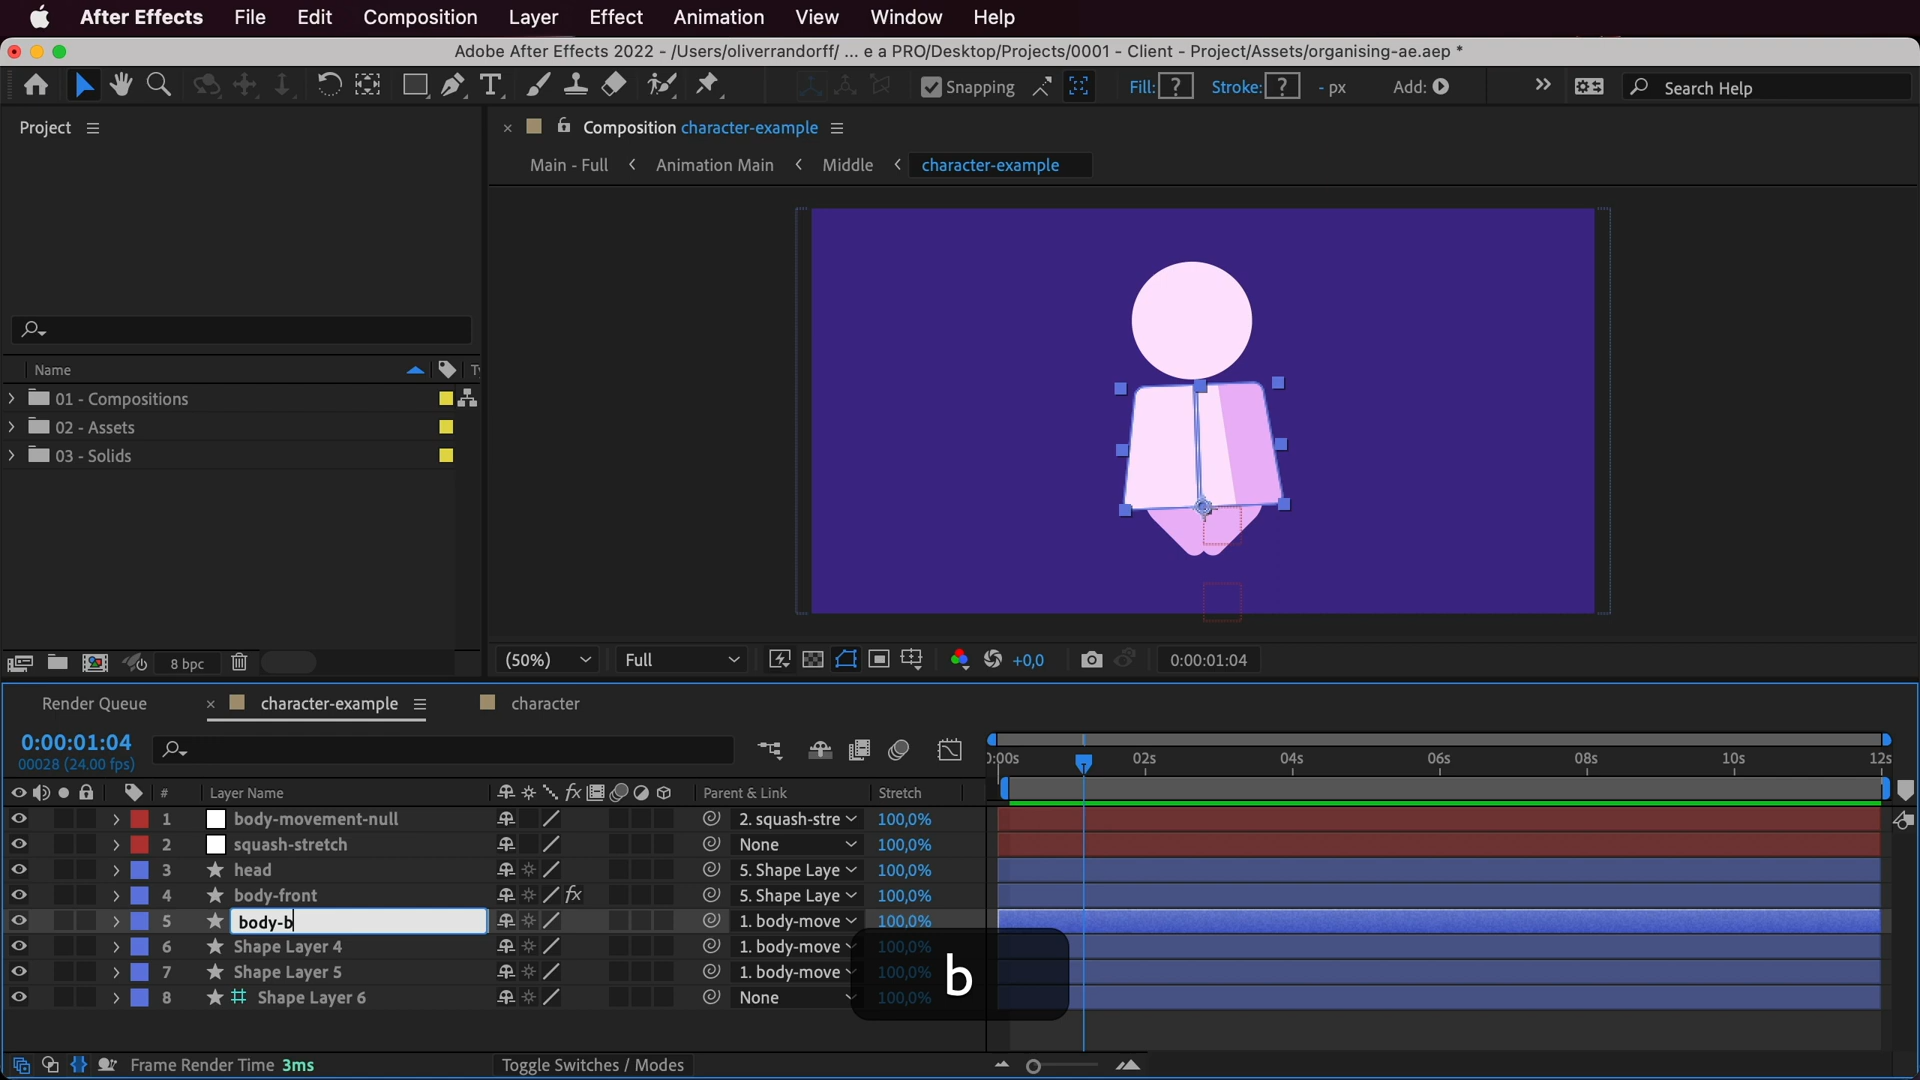 After Effects File Edit Composition Layer Effect Animation View Window Help
Adobe After Effects 2022 - /Users/oliverrandorff/ ... e a PRO/Desktop/Projects/0001 - Client - Project/Assets/organising-ae.aep *
Snapping Fill: ? Stroke: ? - px Add: Search Help
Project
Composition character-example
Main - Full Animation Main Middle character-example
Name
01 - Compositions
02 - Assets
03 - Solids
8 bpc
(50%) Full +0,0 0:00:01:04
Render Queue character-example character
0:00:01:04
00028 (24.00 fps)
0:00s 02s 04s 06s 08s 10s 12s
# Layer Name fx Parent & Link Stretch
1 body-movement-null 2. squash-stre 100,0%
2 squash-stretch None 100,0%
3 head 5. Shape Laye 100,0%
4 body-front fx 5. Shape Laye 100,0%
5 body-b 1. body-move 100,0%
6 Shape Layer 4 1. body-move 100,0%
7 Shape Layer 5 1. body-move 100,0%
8 Shape Layer 6 None 100,0%
b
Frame Render Time 3ms Toggle Switches / Modes